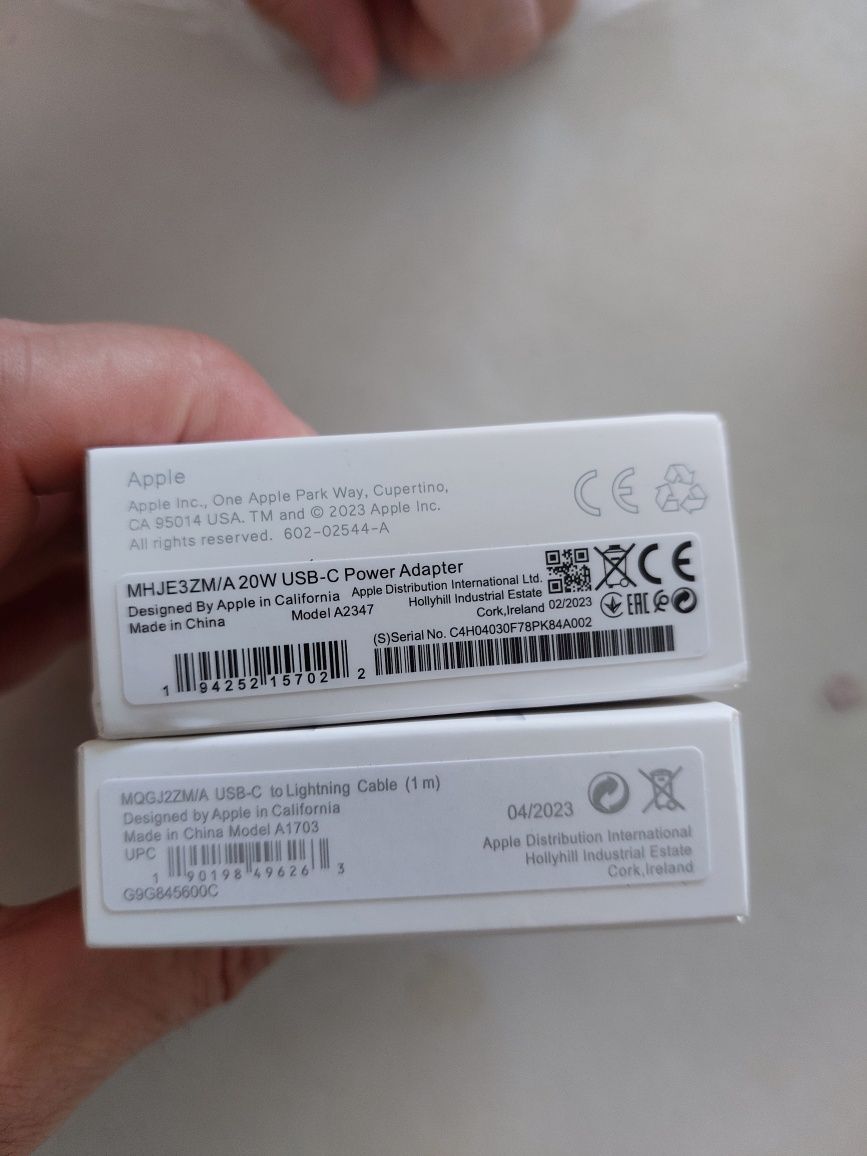 Apple
Apple Inc., One Apple Park Way, Cupertino,
CA 95014 USA. TM and © 2023 Apple Inc.
All rights reserved. 602-02544-A
CE
MHJE3ZM/A 20W USB-C Power Adapter
Designed By Apple in California
Made in China
Model A2347
Apple Distribution International Ltd.
Hollyhill Industrial Estate
Cork,Ireland 02/2023
CE
EAC
(S)Serial No. C4H04030F78PK84A002
1 94252 15702 2
MQGJ2ZM/A USB-C to Lightning Cable (1 m)
Designed by Apple in California
Made in China Model A1703
UPC
1 90198 49626 3
G9G845600C
04/2023
Apple Distribution International
Hollyhill Industrial Estate
Cork,Ireland